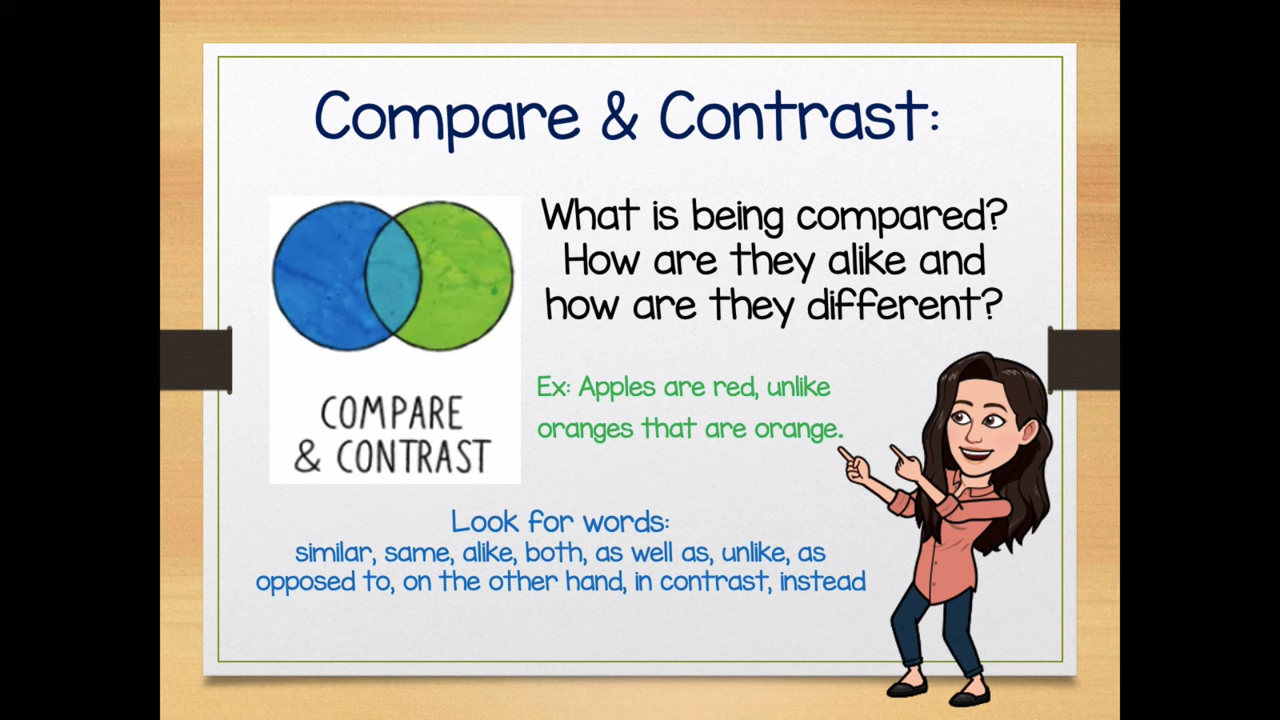 Compare & Contrast:
What is being compared?
How are they alike and
how are they different?
COMPARE
& CONTRAST
Ex: Apples are red, unlike
oranges that are orange.
Look for words:
similar, same, alike, both, as well as, unlike, as
opposed to, on the other hand, in contrast, instead